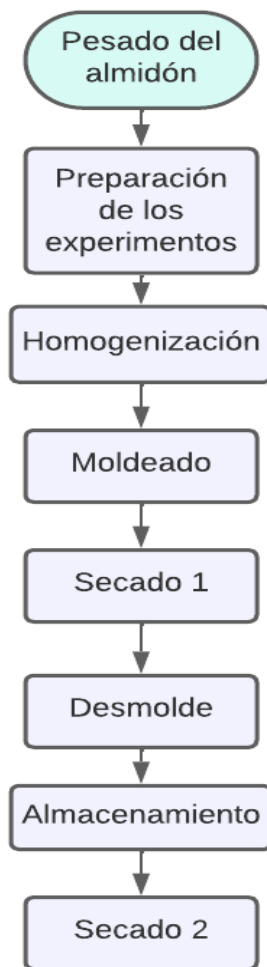 Pesado del
almidón
Preparación
de los
experimentos
Homogenización
Moldeado
Secado 1
Desmolde
Almacenamiento
Secado 2